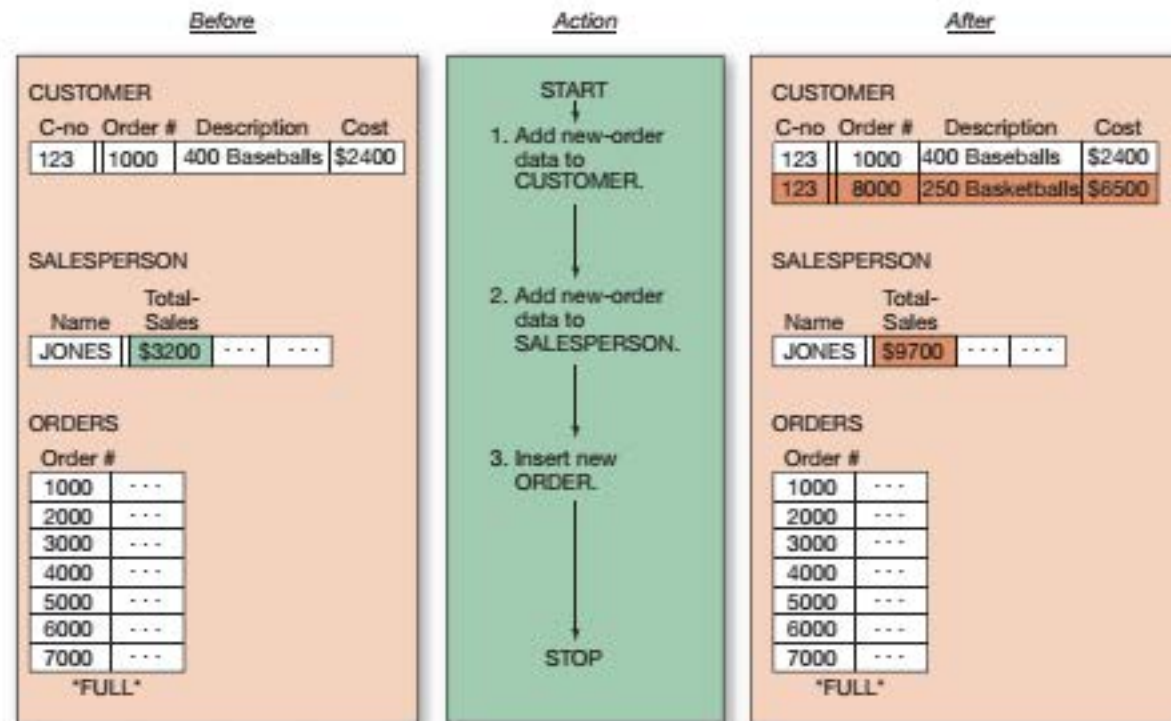 Before
Action
After
CUSTOMER
C-no Order # Description Cost
123 1000 400 Baseballs $2400
SALESPERSON
Total-
Name Sales
JONES $3200 --- ---
ORDERS
Order #
1000 ---
2000 ---
3000 ---
4000 ---
5000 ---
6000 ---
7000 ---
*FULL*
START
1. Add new-order
data to
CUSTOMER.
2. Add new-order
data to
SALESPERSON.
3. Insert new
ORDER.
STOP
CUSTOMER
C-no Order # Description Cost
123 1000 400 Baseballs $2400
123 8000 250 Basketballs $6500
SALESPERSON
Total-
Name Sales
JONES $9700 --- ---
ORDERS
Order #
1000 ---
2000 ---
3000 ---
4000 ---
5000 ---
6000 ---
7000 ---
*FULL*